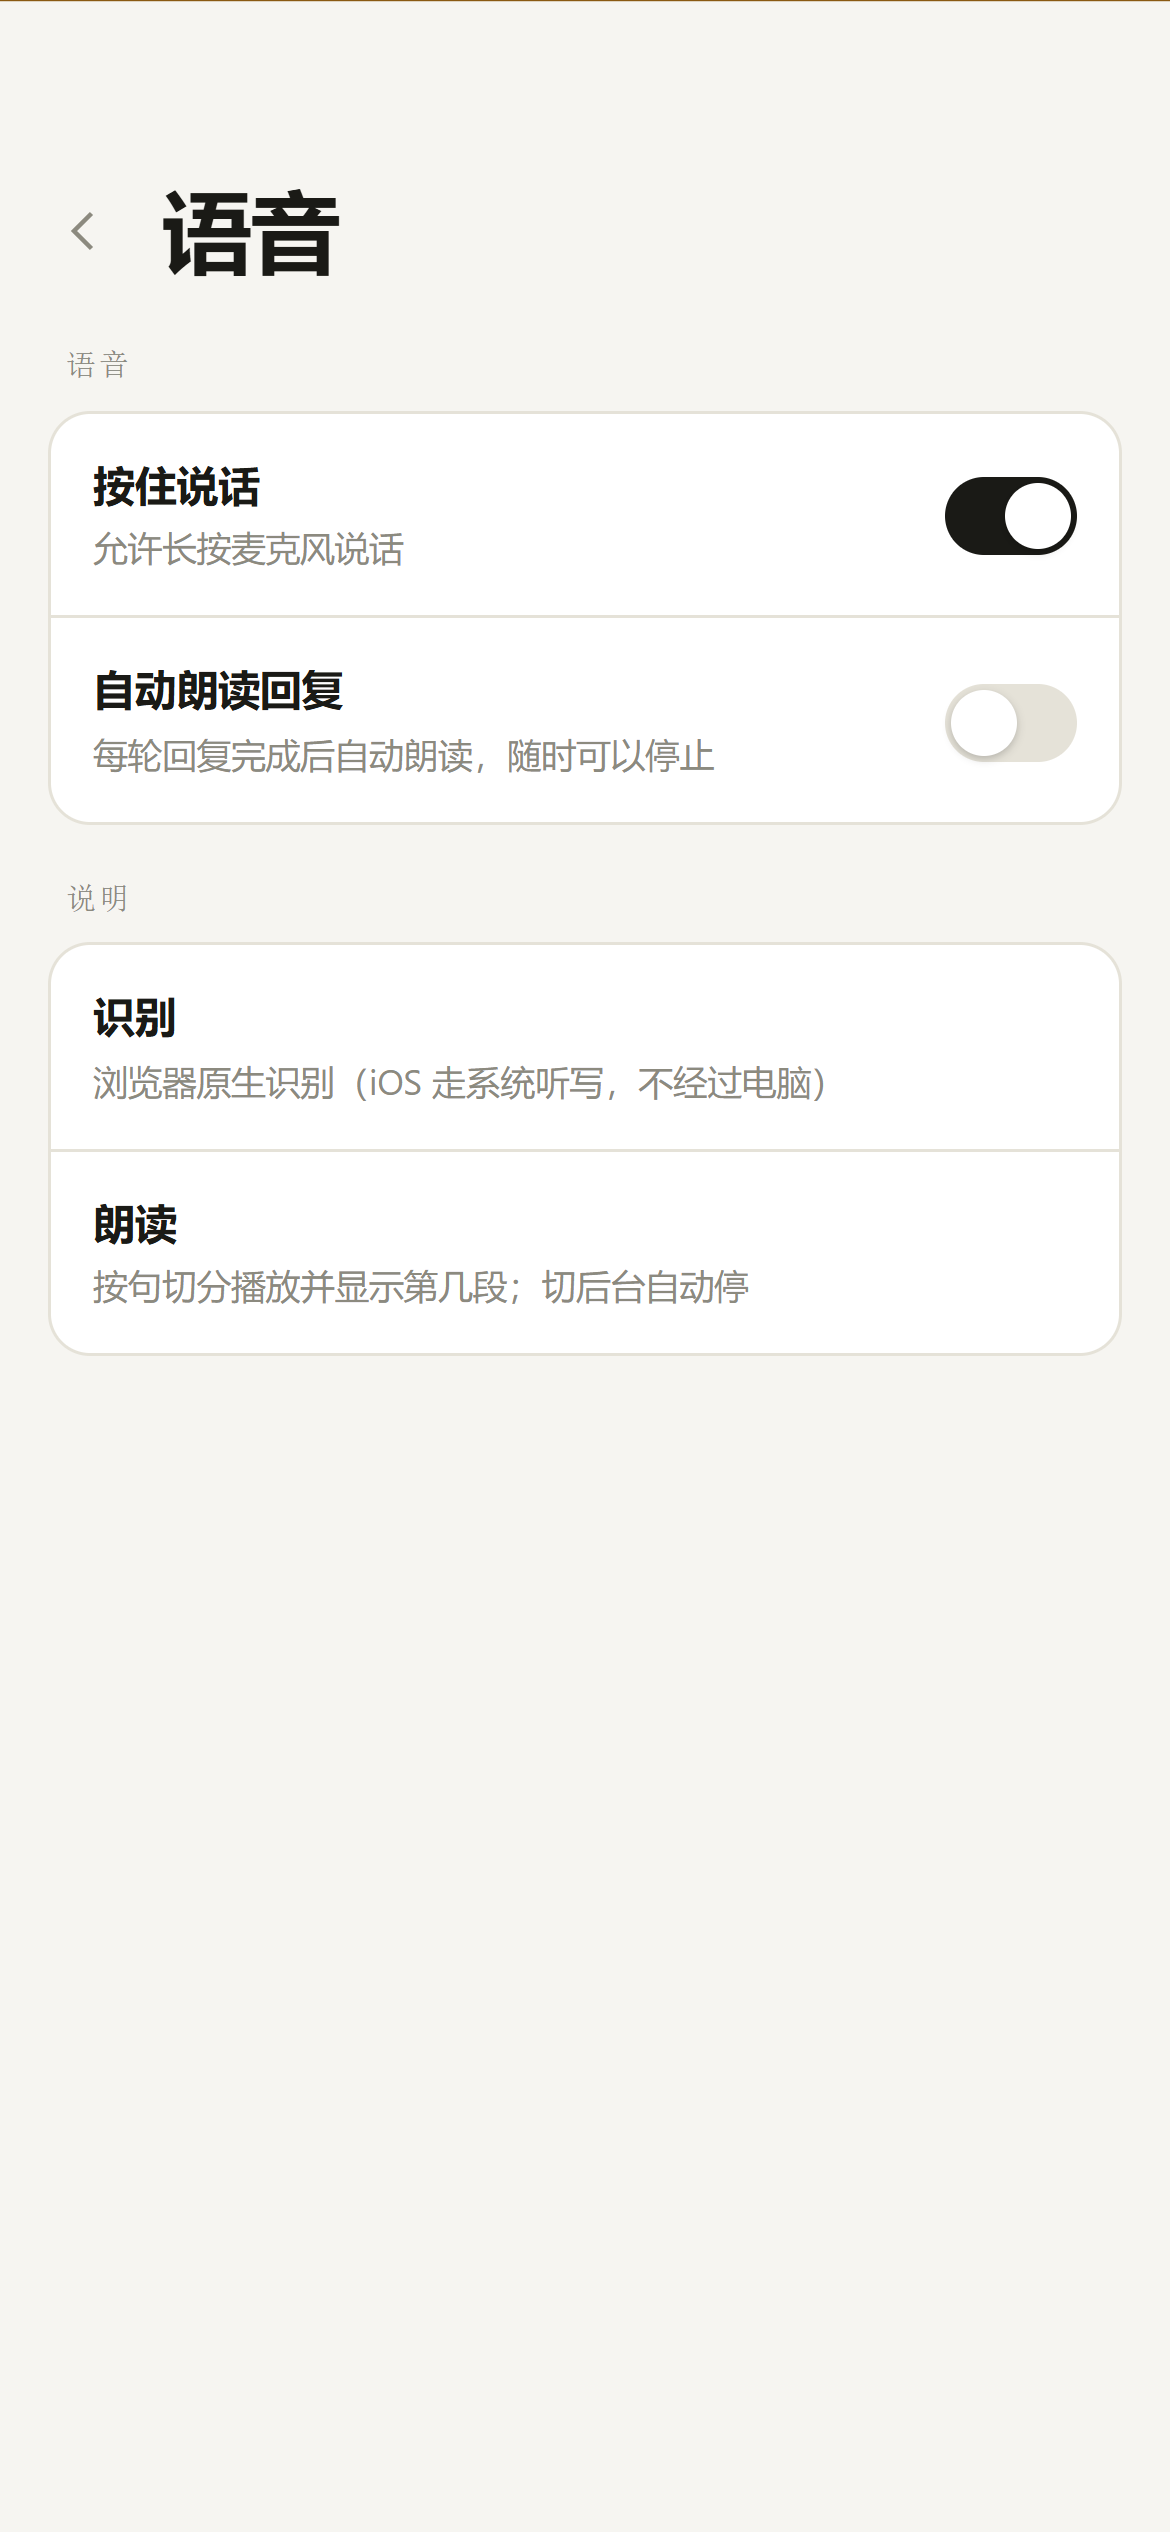 语音
语音
按住说话
允许长按麦克风说话
自动朗读回复
每轮回复完成后自动朗读，随时可以停止
说明
识别
浏览器原生识别（iOS 走系统听写，不经过电脑）
朗读
按句切分播放并显示第几段；切后台自动停